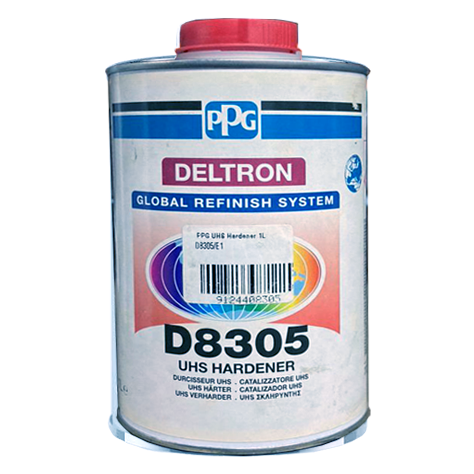 PPG
DELTRON
GLOBAL REFINISH SYSTEM
PPG UHS Hardener 1L
D8305/E1
9124408305
D8305
UHS HARDENER
DURCISSEUR UHS . CATALIZZATORE UHS
UHS HÄRTER . CATALIZADOR UHS
UHS VERHARDER . UHS ΣΚΛΗΡΥΝΤΗΣ